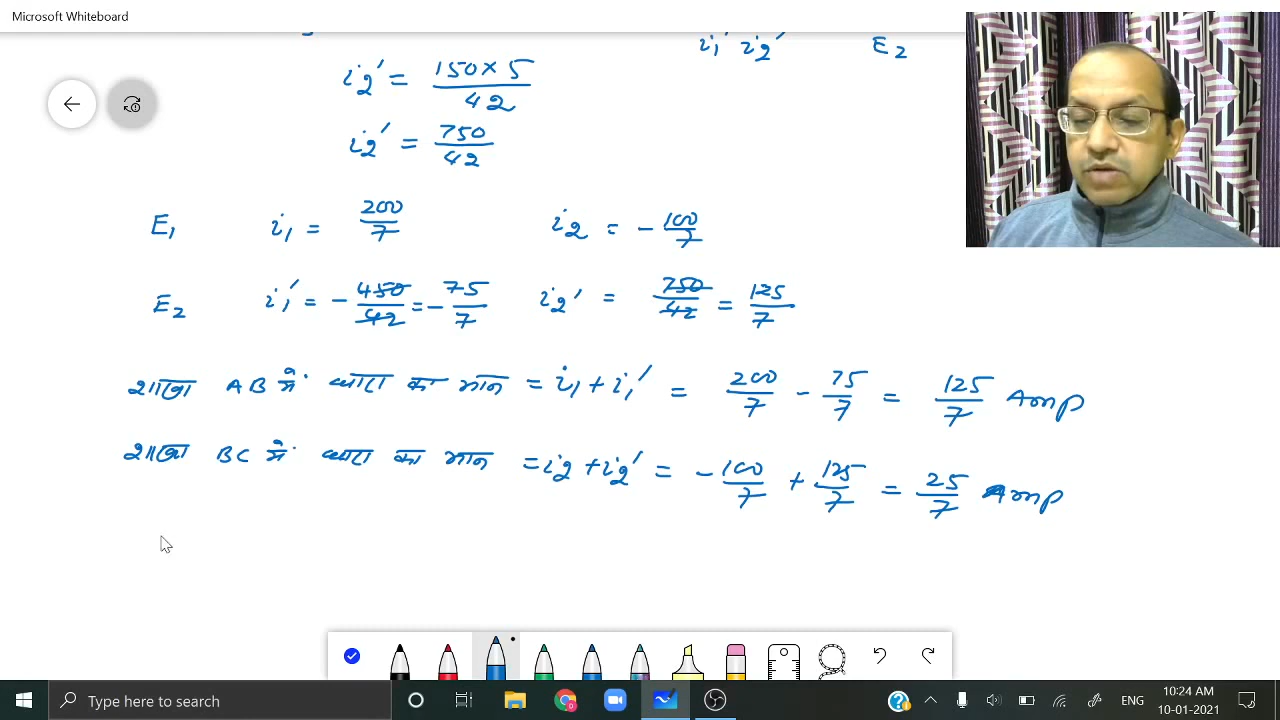 Microsoft Whiteboard
i₁' i₂' E₂
i₂' = 150×5/42
i₂' = 750/42
E₁ i₁ = 200/7 i₂ = -100/7
E₂ i₁' = -450/42 = -75/7 i₂' = 750/42 = 125/7
शाखा AB में धारा का मान = i₁ + i₁' = 200/7 - 75/7 = 125/7 Amp
शाखा BC में धारा का मान = i₂ + i₂' = -100/7 + 125/7 = 25/7 Amp
Type here to search
ENG
10:24 AM
10-01-2021